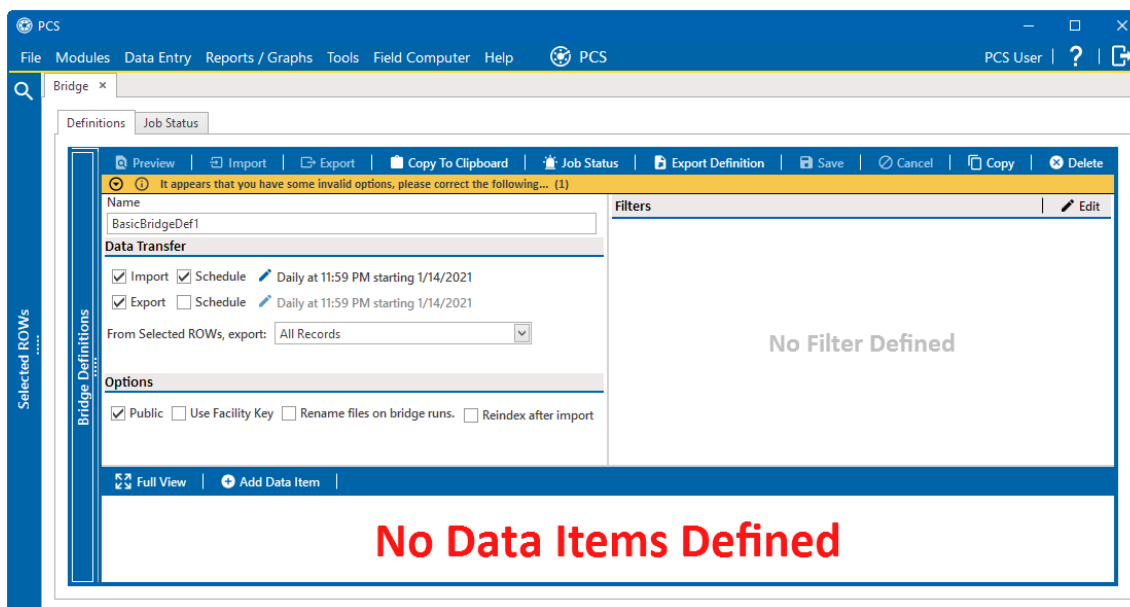 PCS
File Modules Data Entry Reports / Graphs Tools Field Computer Help PCS PCS User | ? |
Bridge ×
Definitions Job Status
Preview | Import | Export | Copy To Clipboard | Job Status | Export Definition | Save | Cancel | Copy | Delete
It appears that you have some invalid options, please correct the following... (1)
Name
BasicBridgeDef1
Data Transfer
Import Schedule Daily at 11:59 PM starting 1/14/2021
Export Schedule Daily at 11:59 PM starting 1/14/2021
From Selected ROWs, export: All Records
Options
Public Use Facility Key Rename files on bridge runs. Reindex after import
Filters | Edit
No Filter Defined
Selected ROWs
Bridge Definitions
Full View | Add Data Item |
No Data Items Defined